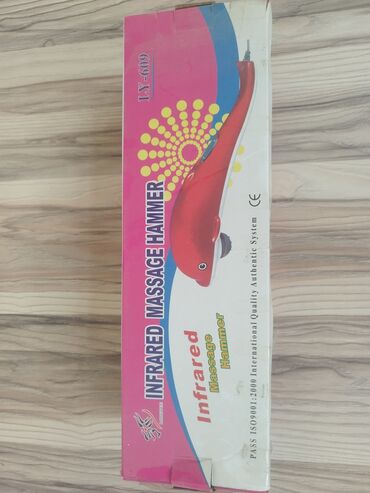 LY-609
INFRARED MASSAGE HAMMER
Infrared
Massage
Hammer
PASS ISO9001:2000 International Quality Authentic System CE